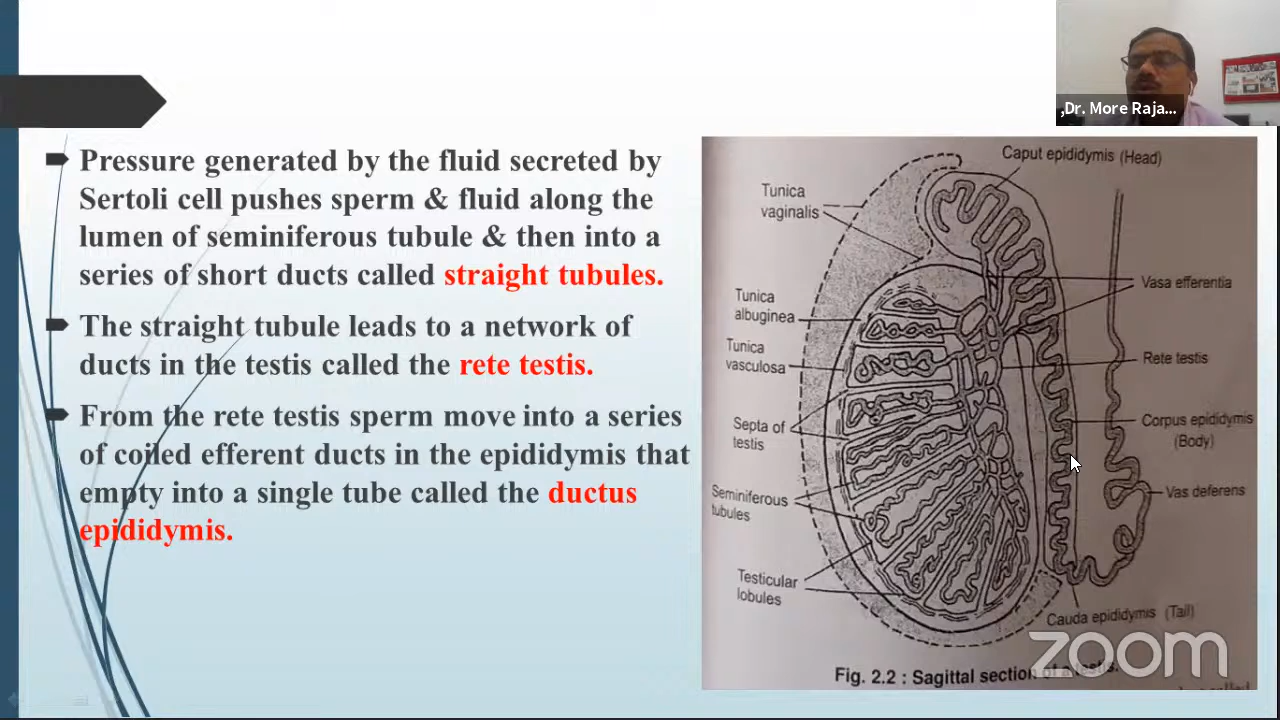 ,Dr. More Raja...
Pressure generated by the fluid secreted by
Sertoli cell pushes sperm & fluid along the
lumen of seminiferous tubule & then into a
series of short ducts called straight tubules.
The straight tubule leads to a network of
ducts in the testis called the rete testis.
From the rete testis sperm move into a series
of coiled efferent ducts in the epididymis that
empty into a single tube called the ductus
epididymis.
Caput epididymis (Head)
Tunica
vaginalis
Vasa efferentia
Tunica
albuginea
Tunica
vasculosa
Rete testis
Septa of
testis
Corpus epididymis
(Body)
Seminiferous
tubules
Vas deferens
Testicular
lobules
Cauda epididymis (Tail)
Fig. 2.2 : Sagittal section of a testis.
zoom